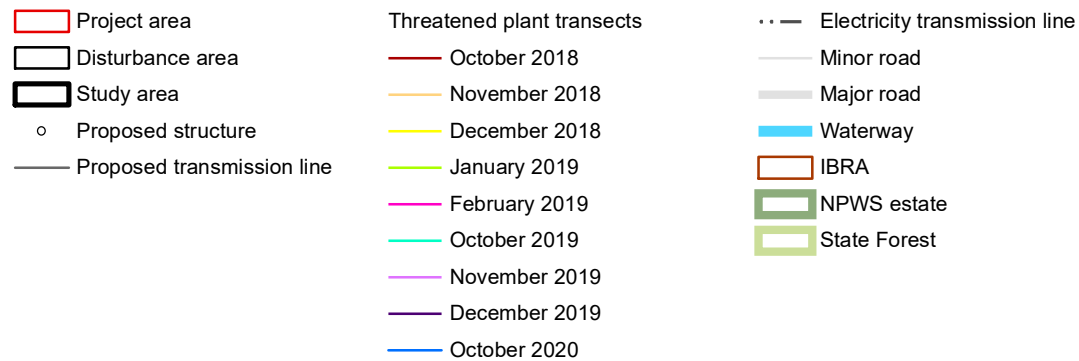 Project area
Disturbance area
Study area
Proposed structure
Proposed transmission line
Threatened plant transects
October 2018
November 2018
December 2018
January 2019
February 2019
October 2019
November 2019
December 2019
October 2020
Electricity transmission line
Minor road
Major road
Waterway
IBRA
NPWS estate
State Forest